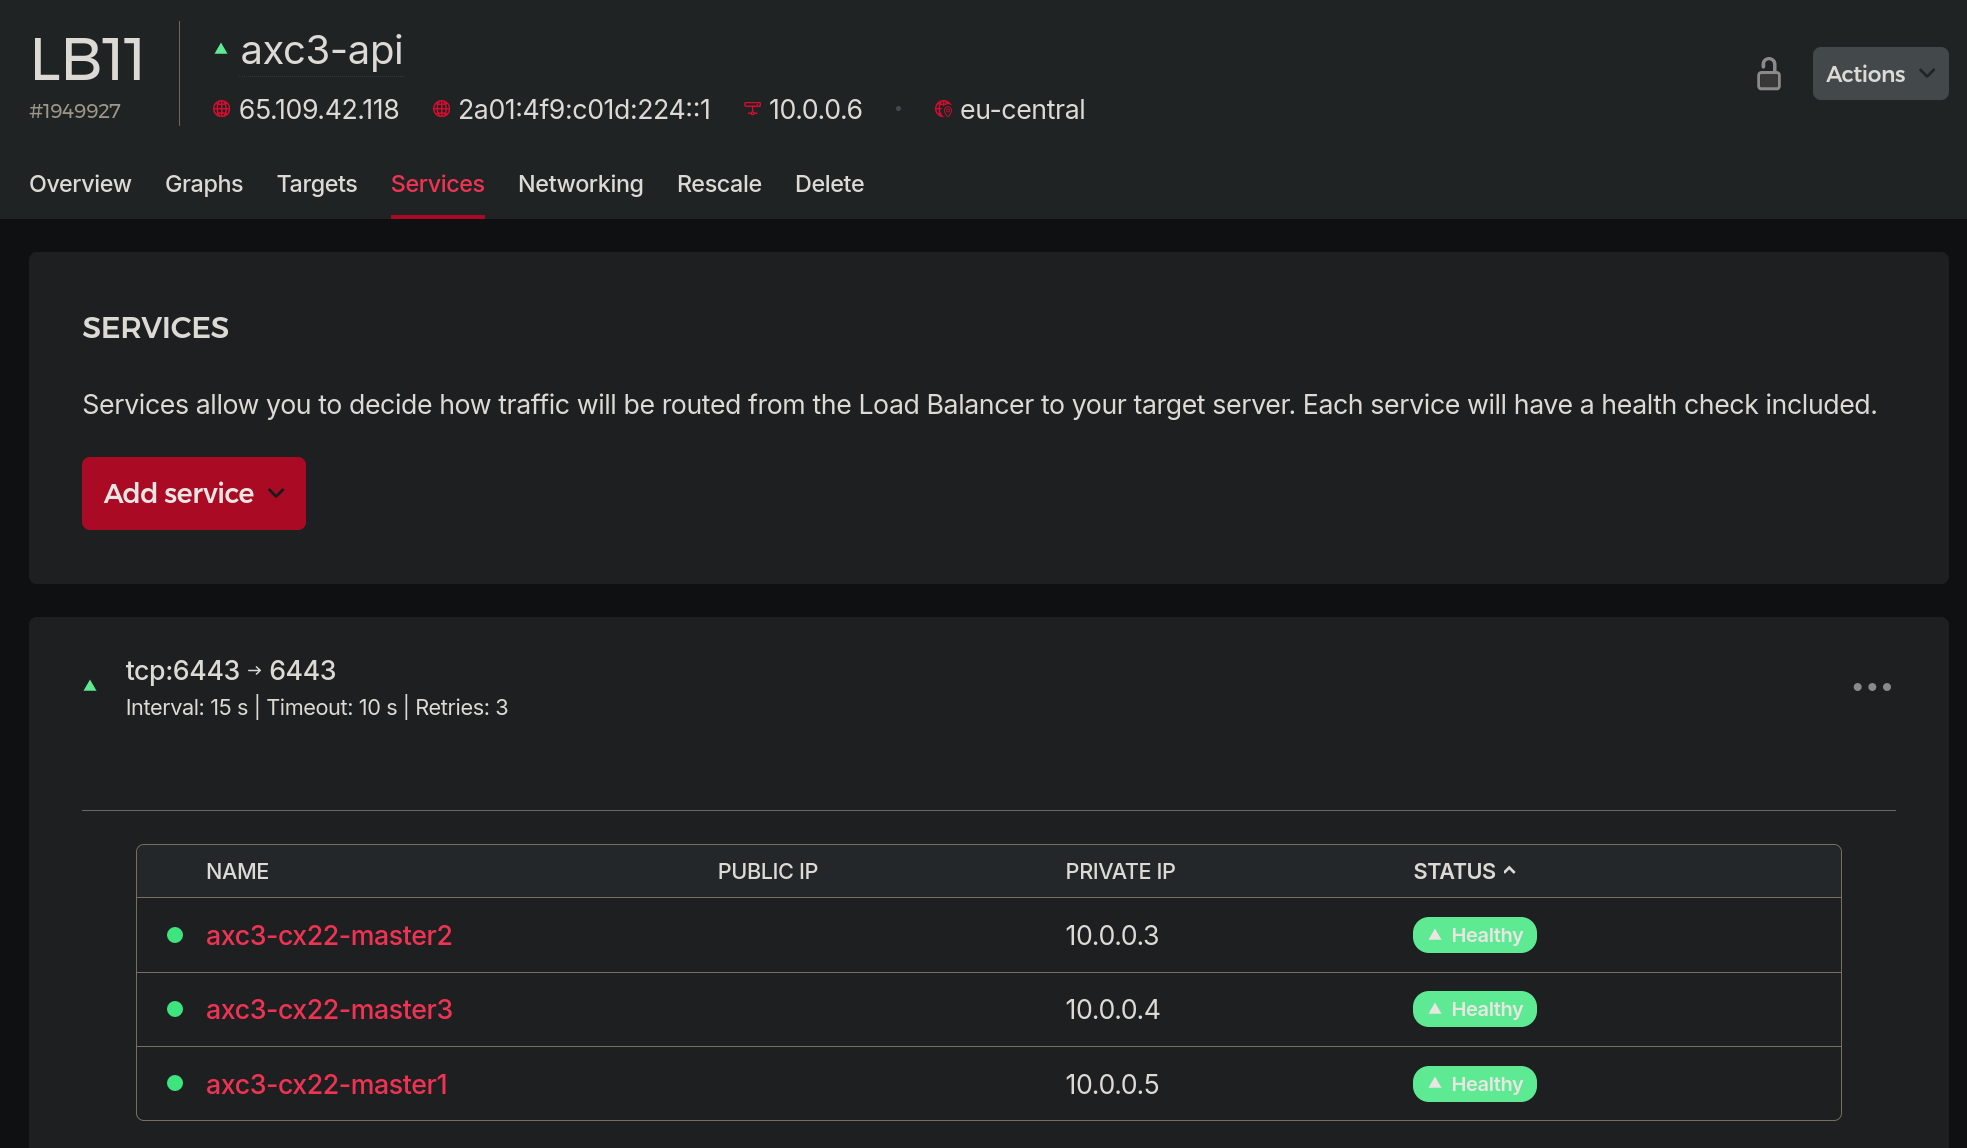 LB11
#1949927
axc3-api
65.109.42.118 2a01:4f9:c01d:224::1 10.0.0.6 • eu-central
Actions
Overview Graphs Targets Services Networking Rescale Delete
SERVICES
Services allow you to decide how traffic will be routed from the Load Balancer to your target server. Each service will have a health check included.
Add service
tcp:6443 → 6443
Interval: 15 s | Timeout: 10 s | Retries: 3
NAME PUBLIC IP PRIVATE IP STATUS
axc3-cx22-master2 10.0.0.3 Healthy
axc3-cx22-master3 10.0.0.4 Healthy
axc3-cx22-master1 10.0.0.5 Healthy